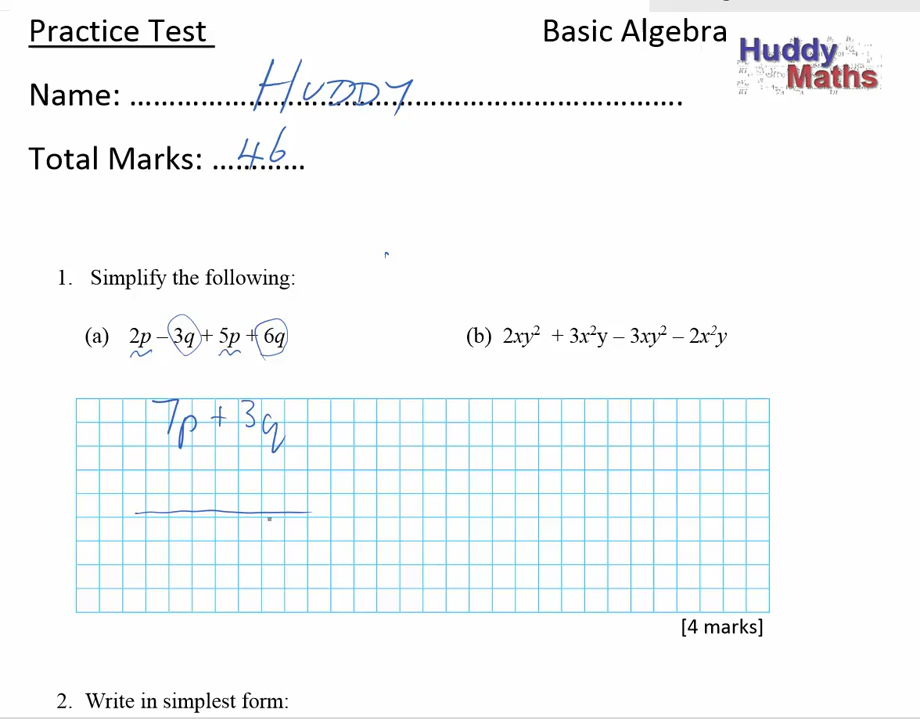 Practice Test
Basic Algebra
Huddy
Maths
Name: ...HUDDY...
Total Marks: ...46...
1. Simplify the following:
(a) 2p – 3q + 5p + 6q
(b) 2xy² + 3x²y – 3xy² – 2x²y
7p + 3q
[4 marks]
2. Write in simplest form: